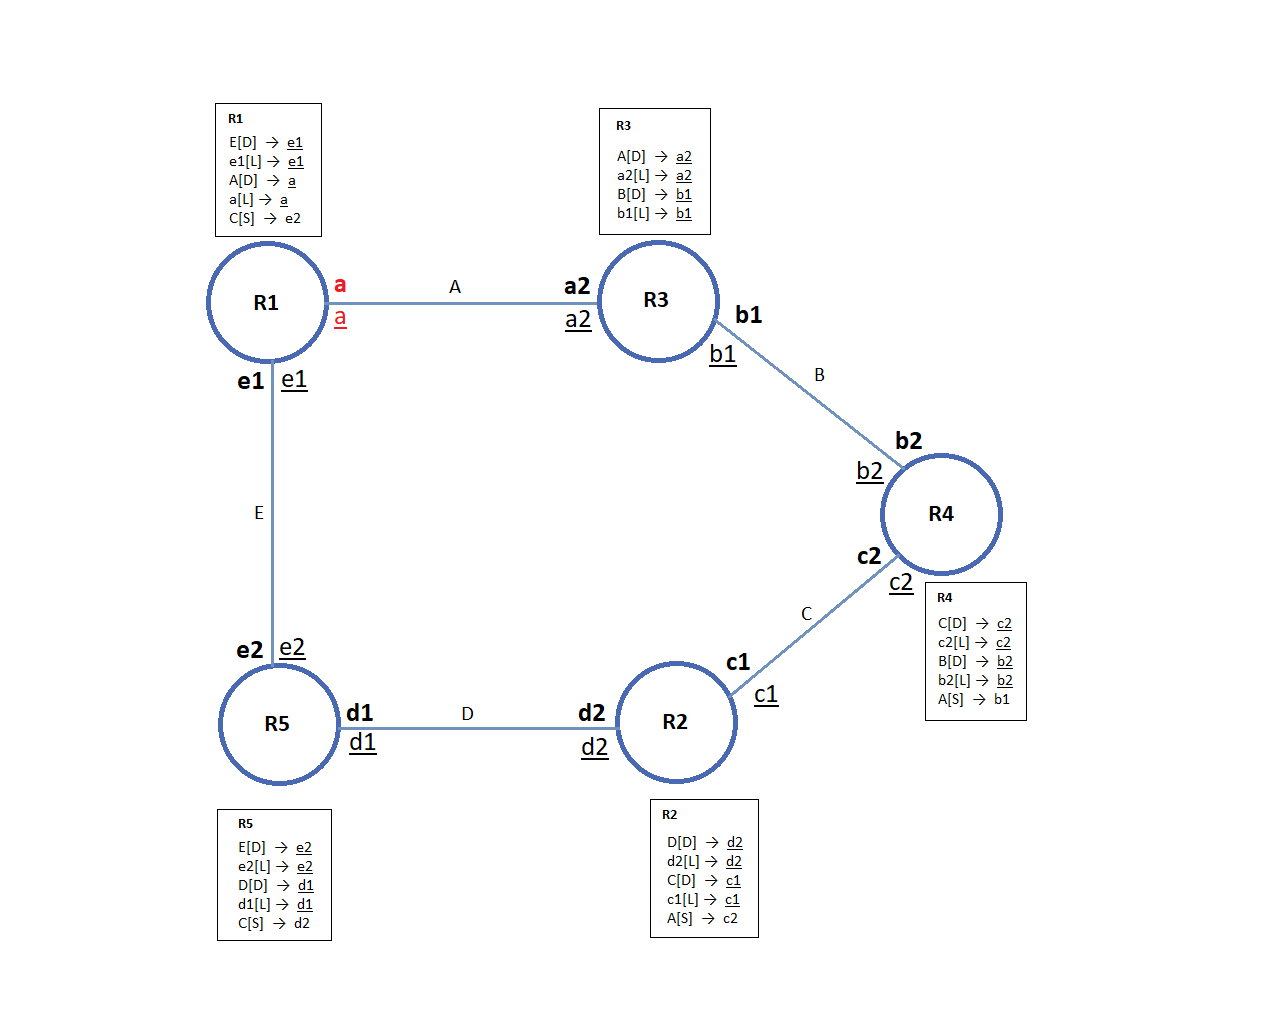 R1
E[D] → e1
e1[L] → e1
A[D] → a
a[L] → a
C[S] → e2
R3
A[D] → a2
a2[L] → a2
B[D] → b1
b1[L] → b1
R1
a
a
A
a2
a2
R3
b1
b1
B
e1
e1
b2
b2
R4
E
c2
c2
R4
C[D] → c2
c2[L] → c2
B[D] → b2
b2[L] → b2
A[S] → b1
C
e2
e2
c1
c1
R5
d1
d1
D
d2
d2
R2
R5
E[D] → e2
e2[L] → e2
D[D] → d1
d1[L] → d1
C[S] → d2
R2
D[D] → d2
d2[L] → d2
C[D] → c1
c1[L] → c1
A[S] → c2